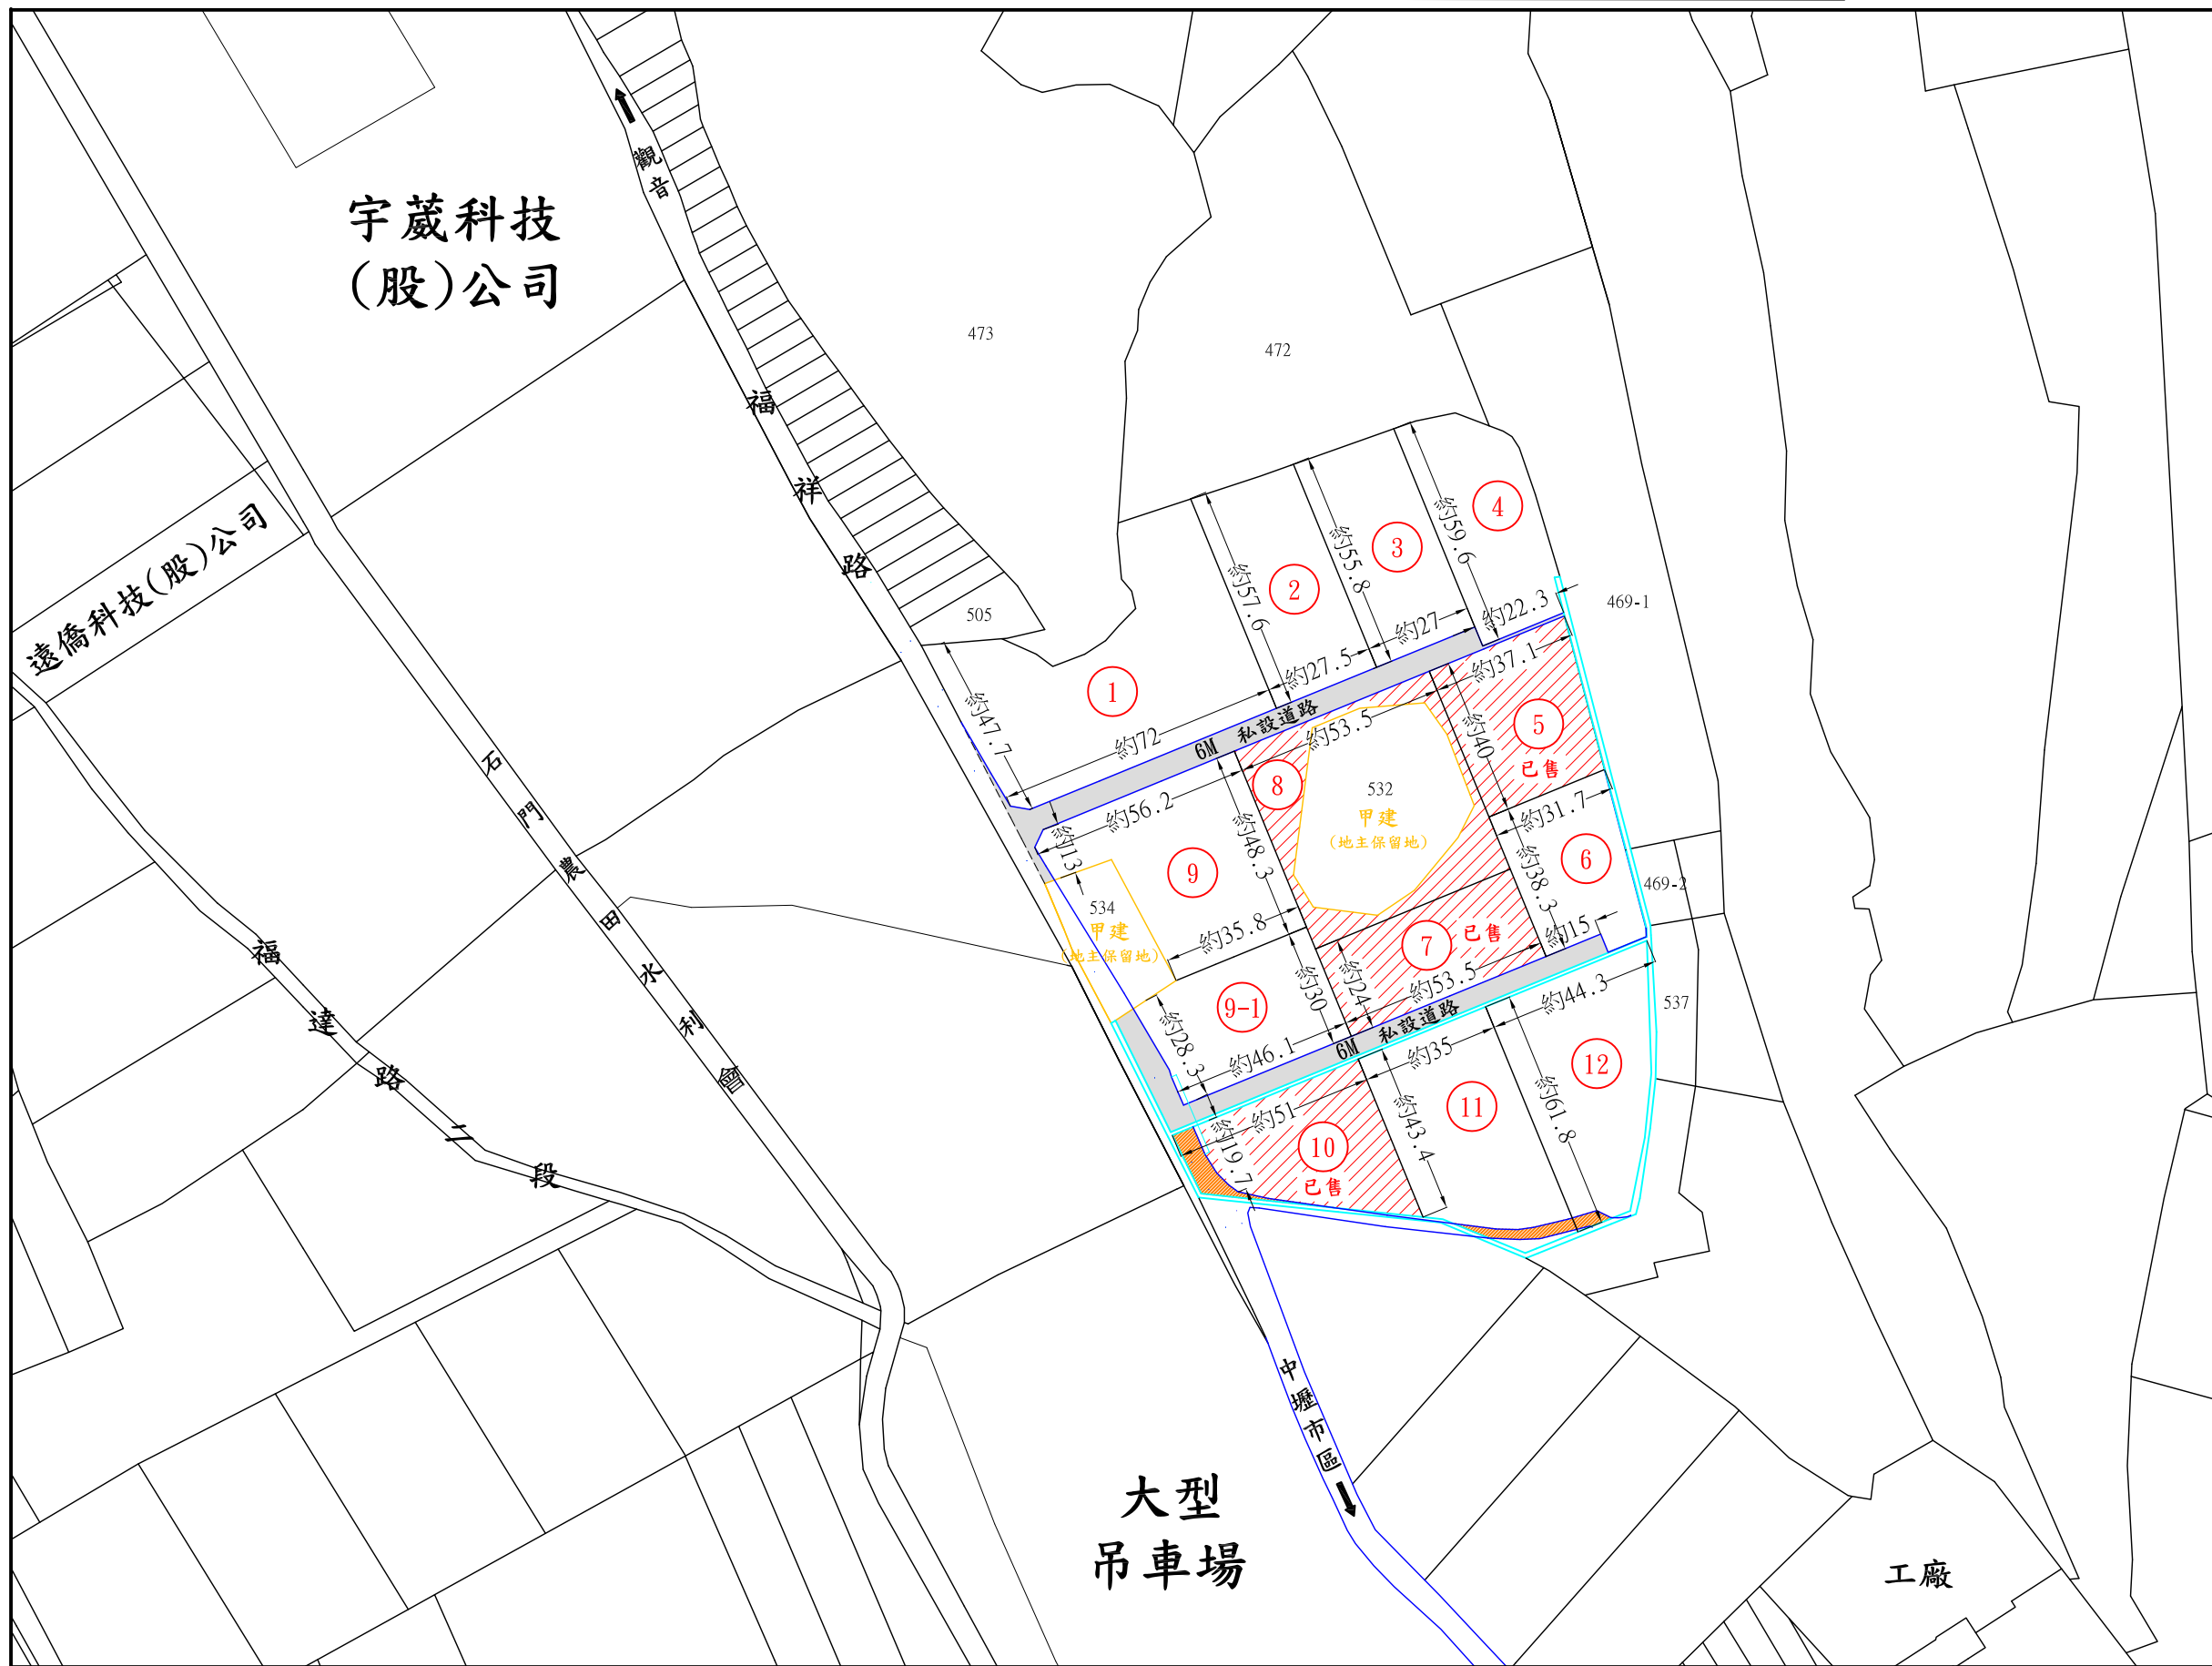 觀音
宇葳科技
(股)公司
473
472
福祥路
505
遠僑科技(股)公司
石門農田水利會
福達路二段
469-1
469-2
537
1
2
3
4
約57.6
約55.8
約59.6
約47.7
約72
約27.5
約27
約22.3
6M 私設道路
約56.2
約53.5
約37.1
約13
約48.3
約40
5
已售
8
532
甲建
(地主保留地)
約31.7
6
約38.3
約15
9
534
甲建
(地主保留地)
約35.8
7
已售
約24
約53.5
9-1
約30
約28.3
約46.1
6M 私設道路
約35
約44.3
約51
約19.7
10
已售
約43.4
11
約61.8
12
中壢市區
大型
吊車場
工廠